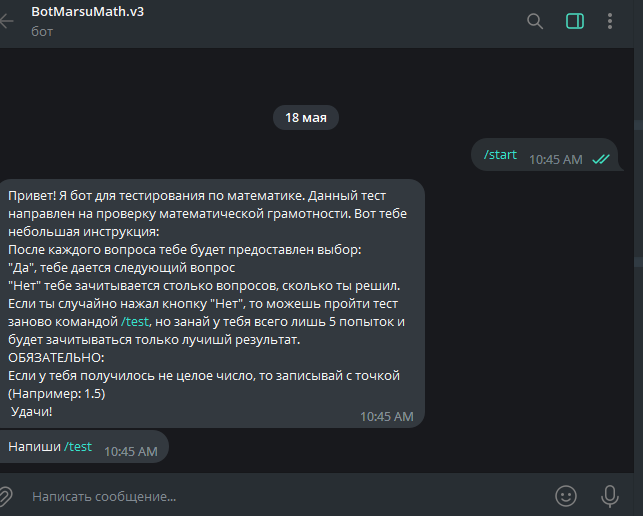 BotMarsuMath.v3
бот
18 мая
/start 10:45 AM
Привет! Я бот для тестирования по математике. Данный тест
направлен на проверку математической грамотности. Вот тебе
небольшая инструкция:
После каждого вопроса тебе будет предоставлен выбор:
"Да", тебе дается следующий вопрос
"Нет" тебе зачитывается столько вопросов, сколько ты решил.
Если ты случайно нажал кнопку "Нет", то можешь пройти тест
заново командой /test, но занай у тебя всего лишь 5 попыток и
будет зачитываться только лучишй результат.
ОБЯЗАТЕЛЬНО:
Если у тебя получилось не целое число, то записывай с точкой
(Например: 1.5)
Удачи!
10:45 AM
Напиши /test 10:45 AM
Написать сообщение...